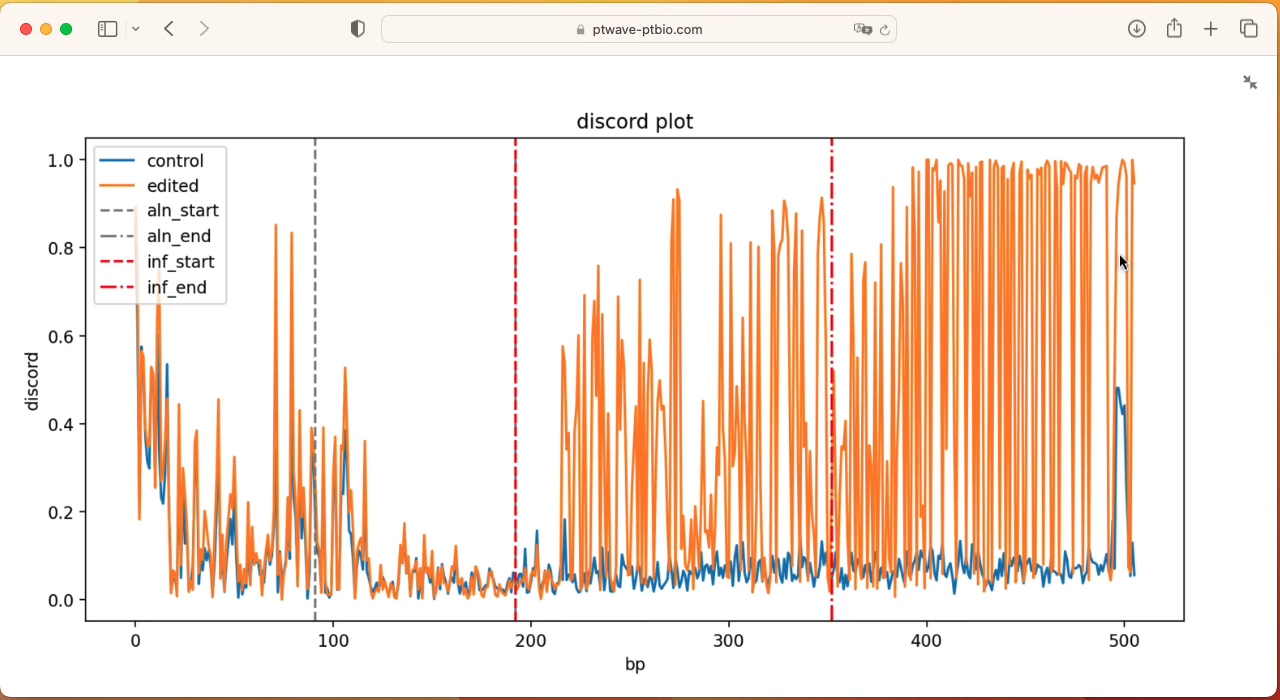 ptwave-ptbio.com
discord plot
control
edited
aln_start
aln_end
inf_start
inf_end
discord
1.0
0.8
0.6
0.4
0.2
0.0
0 100 200 300 400 500
bp